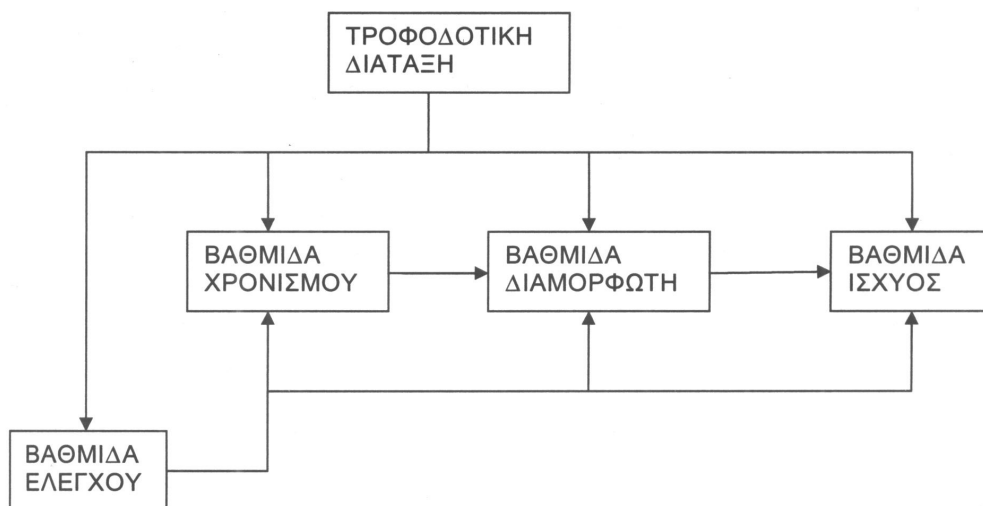 ΤΡΟΦΟΔΟΤΙΚΗ
ΔΙΑΤΑΞΗ
ΒΑΘΜΙΔΑ
ΧΡΟΝΙΣΜΟΥ
ΒΑΘΜΙΔΑ
ΔΙΑΜΟΡΦΩΤΗ
ΒΑΘΜΙΔΑ
ΙΣΧΥΟΣ
ΒΑΘΜΙΔΑ
ΕΛΕΓΧΟΥ